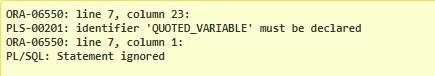 ORA-06550: line 7, column 23:
PLS-00201: identifier 'QUOTED_VARIABLE' must be declared
ORA-06550: line 7, column 1:
PL/SQL: Statement ignored